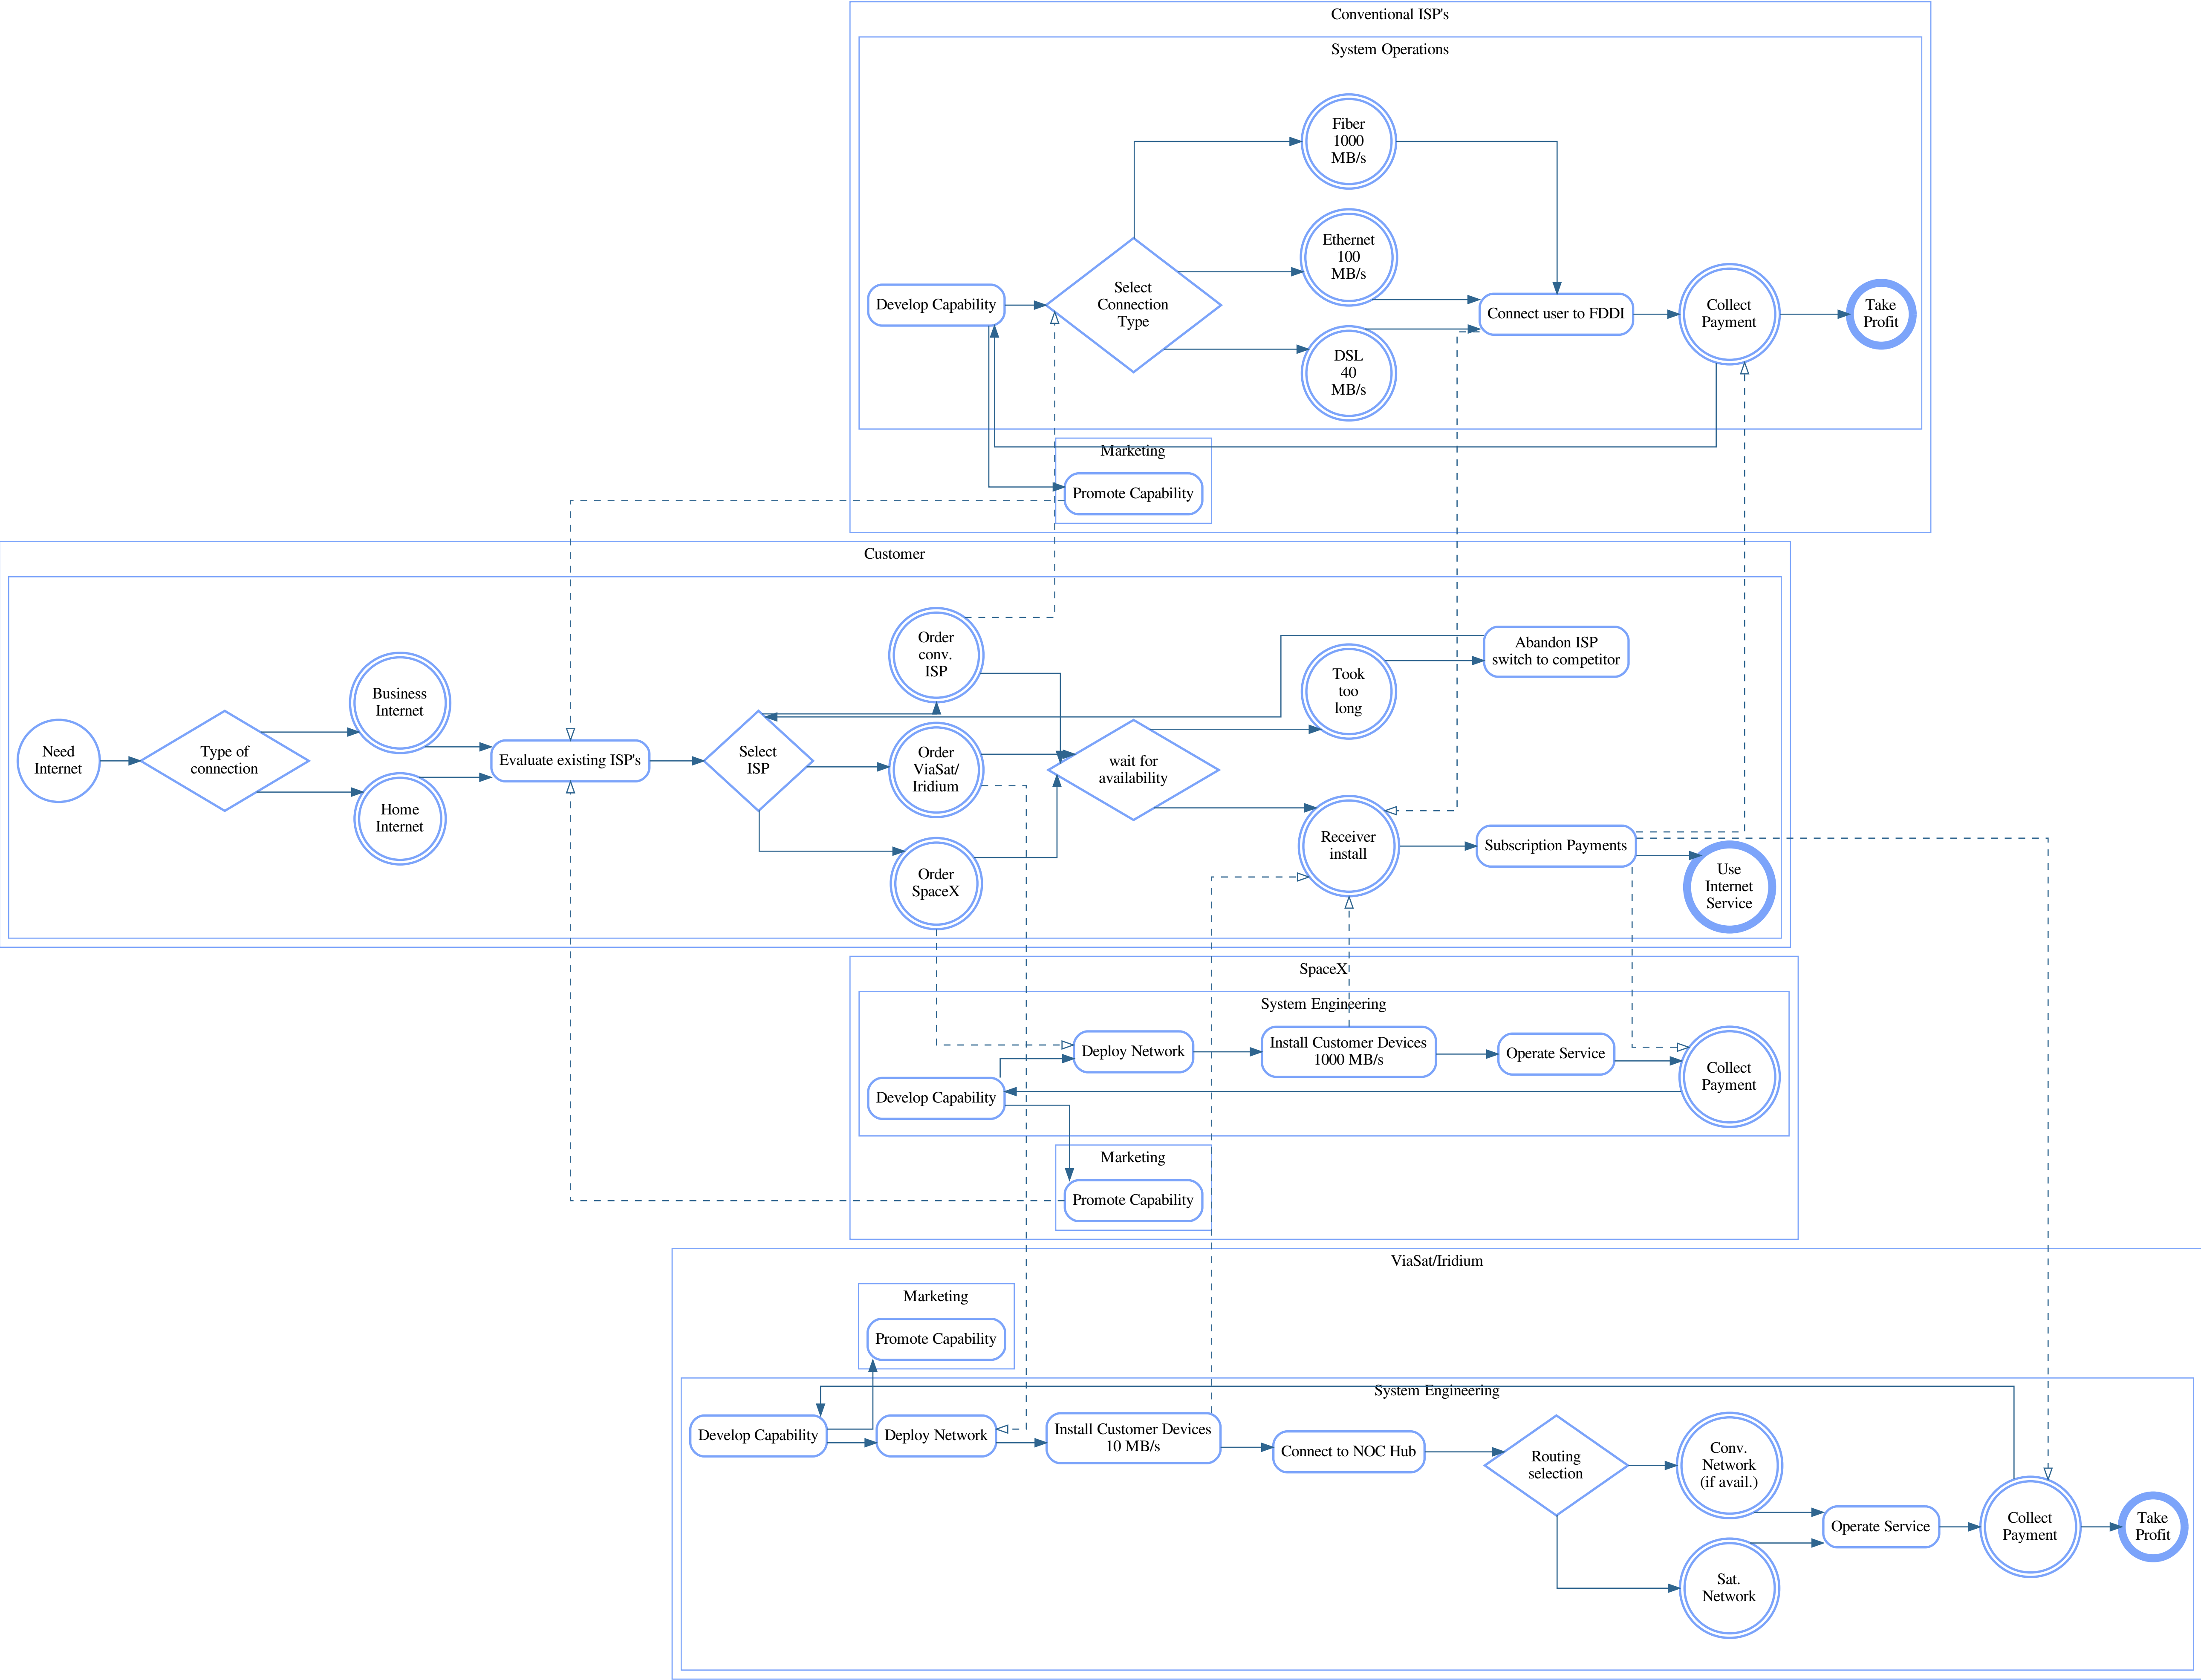 Conventional ISP's
System Operations
Fiber
1000
MB/s
Ethernet
100
MB/s
DSL
40
MB/s
Develop Capability
Select
Connection
Type
Connect user to FDDI
Collect
Payment
Take
Profit
Marketing
Promote Capability
Customer
Need
Internet
Type of
connection
Business
Internet
Home
Internet
Evaluate existing ISP's
Select
ISP
Order
conv.
ISP
Order
ViaSat/
Iridium
Order
SpaceX
wait for
availability
Took
too
long
Abandon ISP
switch to competitor
Receiver
install
Subscription Payments
Use
Internet
Service
SpaceX
System Engineering
Develop Capability
Deploy Network
Install Customer Devices
1000 MB/s
Operate Service
Collect
Payment
Marketing
Promote Capability
ViaSat/Iridium
Marketing
Promote Capability
System Engineering
Develop Capability
Deploy Network
Install Customer Devices
10 MB/s
Connect to NOC Hub
Routing
selection
Conv.
Network
(if avail.)
Sat.
Network
Operate Service
Collect
Payment
Take
Profit